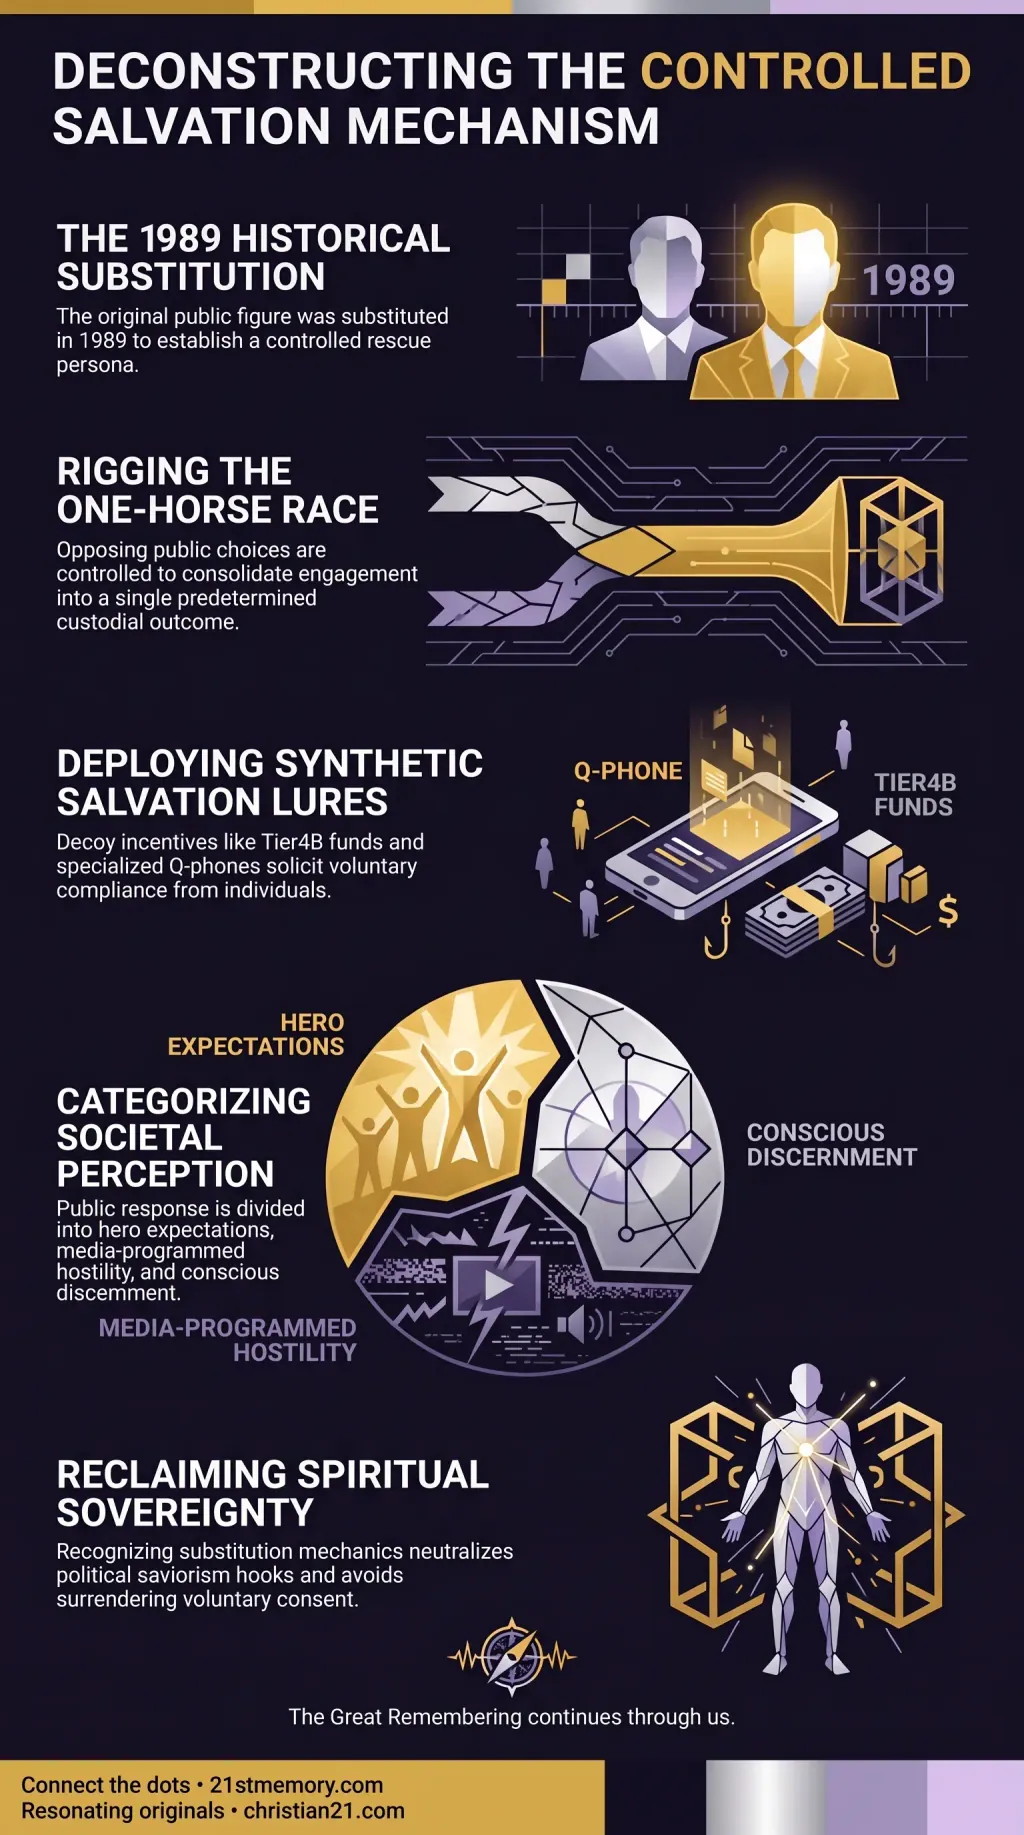 DECONSTRUCTING THE CONTROLLED
SALVATION MECHANISM
THE 1989 HISTORICAL
SUBSTITUTION
The original public figure was substituted
in 1989 to establish a controlled rescue
persona.
1989
RIGGING THE
ONE-HORSE RACE
Opposing public choices are
controlled to consolidate engagement
into a single predetermined
custodial outcome.
DEPLOYING SYNTHETIC
SALVATION LURES
Decoy incentives like Tier4B funds and
specialized Q-phones solicit voluntary
compliance from individuals.
Q-PHONE
TIER4B
FUNDS
$
HERO
EXPECTATIONS
CATEGORIZING
SOCIETAL
PERCEPTION
Public response is divided
into hero expectations,
media-programmed
hostility, and conscious
discemment.
CONSCIOUS
DISCERNMENT
MEDIA-PROGRAMMED
HOSTILITY
RECLAIMING SPIRITUAL
SOVEREIGNTY
Recognizing substitution mechanics neutralizes
political saviorism hooks and avoids
surrendering voluntary consent.
The Great Remembering continues through us.
Connect the dots • 21stmemory.com
Resonating originals • christian21.com